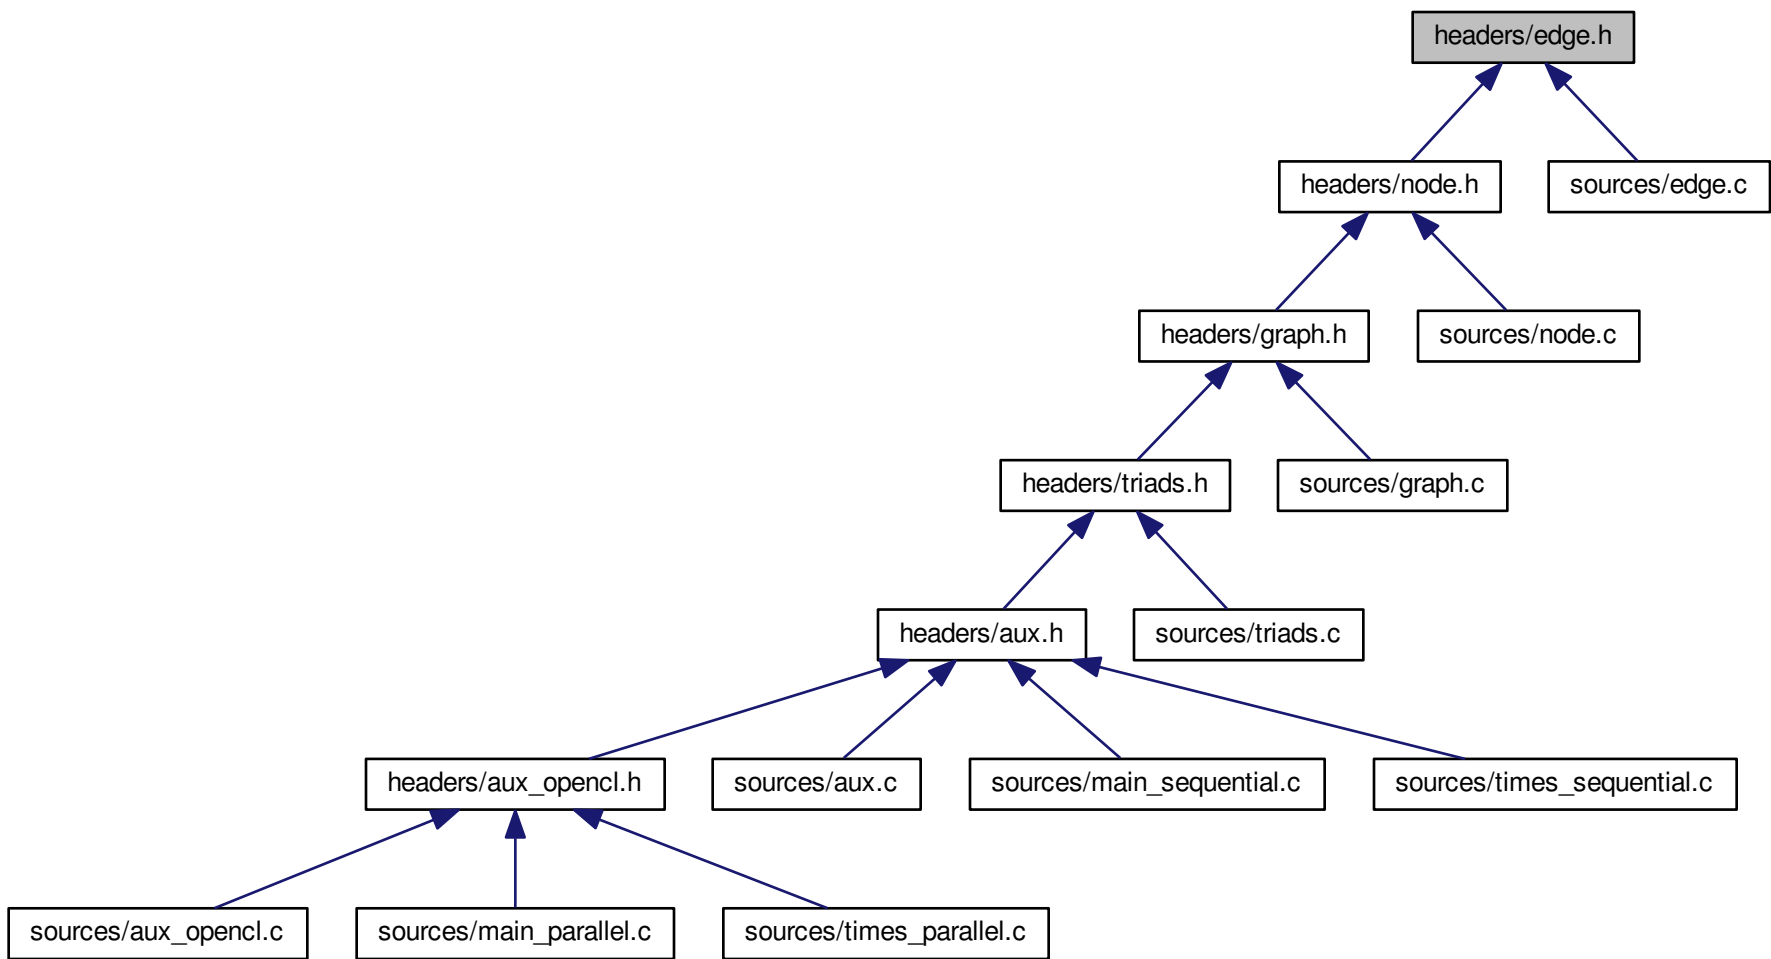 headers/edge.h
headers/node.h
sources/edge.c
headers/graph.h
sources/node.c
headers/triads.h
sources/graph.c
headers/aux.h
sources/triads.c
headers/aux_opencl.h
sources/aux.c
sources/main_sequential.c
sources/times_sequential.c
sources/aux_opencl.c
sources/main_parallel.c
sources/times_parallel.c